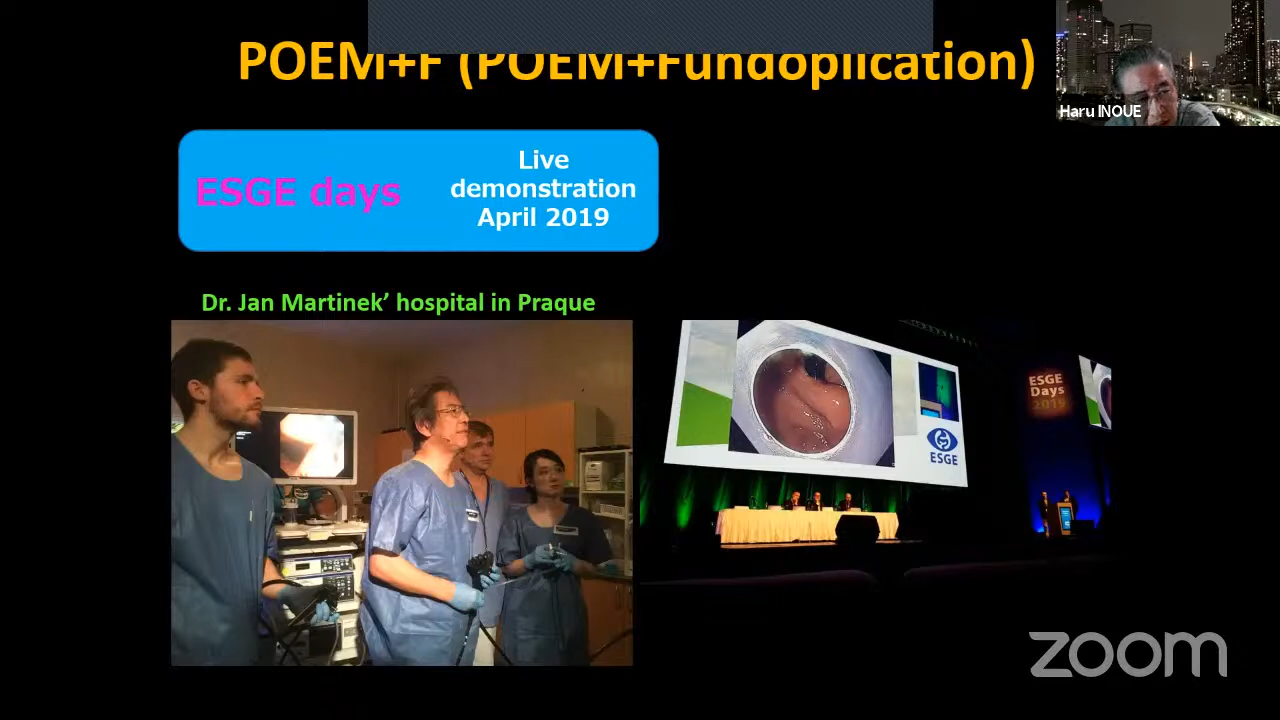 POEM+F (POEM+Fundoplication)
Haru INOUE
ESGE days
Live
demonstration
April 2019
Dr. Jan Martinek’ hospital in Praque
ESGE
ESGE
Days
2019
zoom